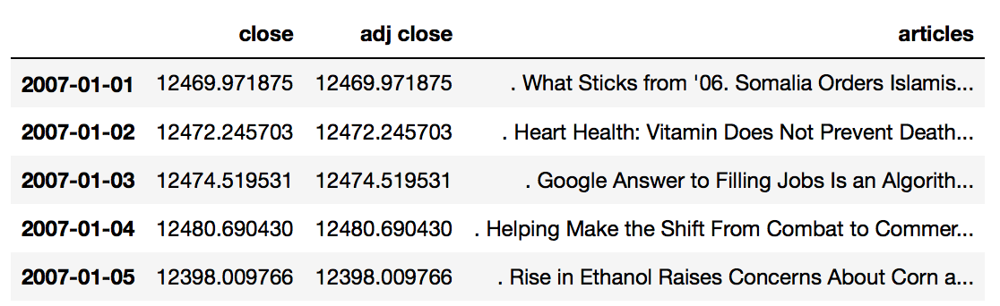 close adj close articles
2007-01-01 12469.971875 12469.971875 . What Sticks from '06. Somalia Orders Islamis...
2007-01-02 12472.245703 12472.245703 . Heart Health: Vitamin Does Not Prevent Death...
2007-01-03 12474.519531 12474.519531 . Google Answer to Filling Jobs Is an Algorith...
2007-01-04 12480.690430 12480.690430 . Helping Make the Shift From Combat to Commer...
2007-01-05 12398.009766 12398.009766 . Rise in Ethanol Raises Concerns About Corn a...